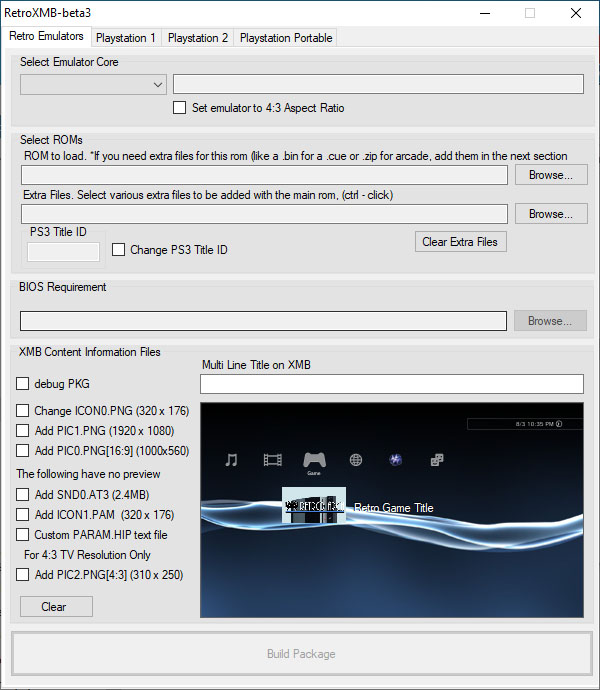 RetroXMB-beta3
Retro Emulators Playstation 1 Playstation 2 Playstation Portable
Select Emulator Core
Set emulator to 4:3 Aspect Ratio
Select ROMs
ROM to load. *If you need extra files for this rom (like a .bin for a .cue or .zip for arcade, add them in the next section
Browse...
Extra Files. Select various extra files to be added with the main rom, (ctrl - click)
Browse...
PS3 Title ID
Change PS3 Title ID
Clear Extra Files
BIOS Requirement
Browse...
XMB Content Information Files
Multi Line Title on XMB
debug PKG
Change ICON0.PNG (320 x 176)
Add PIC1.PNG (1920 x 1080)
Add PIC0.PNG[16:9] (1000x560)
The following have no preview
Add SND0.AT3 (2.4MB)
Add ICON1.PAM (320 x 176)
Custom PARAM.HIP text file
For 4:3 TV Resolution Only
Add PIC2.PNG[4:3] (310 x 250)
Clear
8/3 10:35 PM
Game
Retro Game Title
Build Package